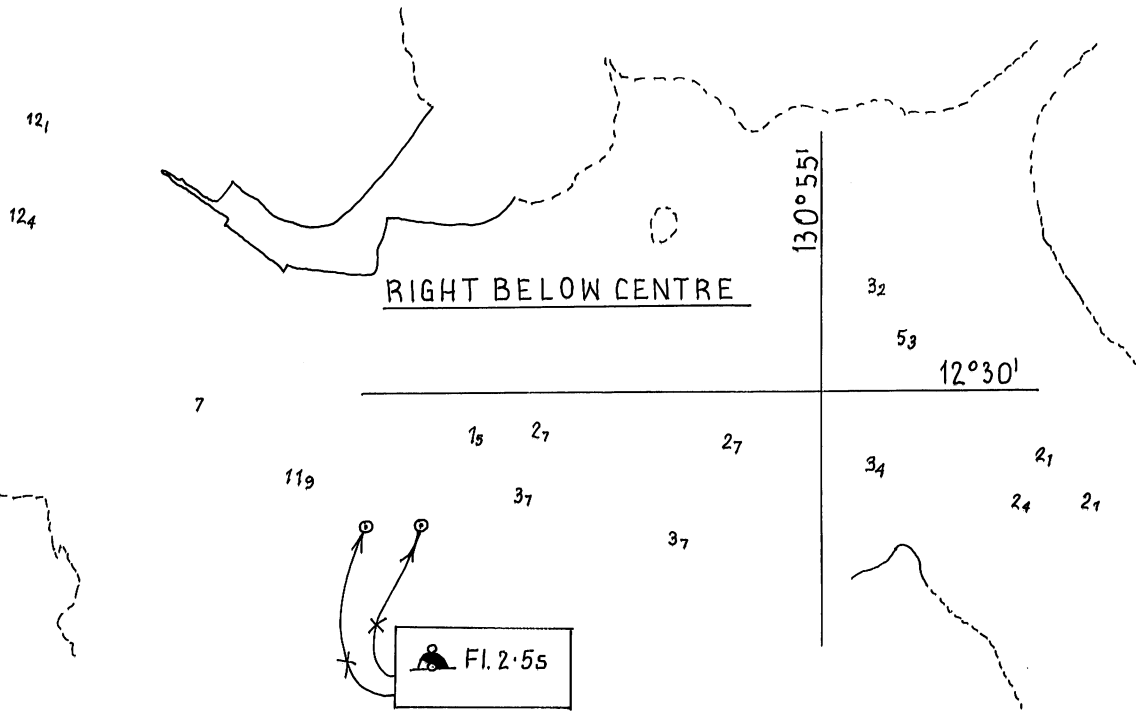 12₁
130°55'
12₄
RIGHT BELOW CENTRE
3₂
5₃
12°30'
7
1₅ 2₇ 2₇ 3₄ 2₁
11₉ 3₇ 2₄ 2₁
3₇
Fl. 2·5s